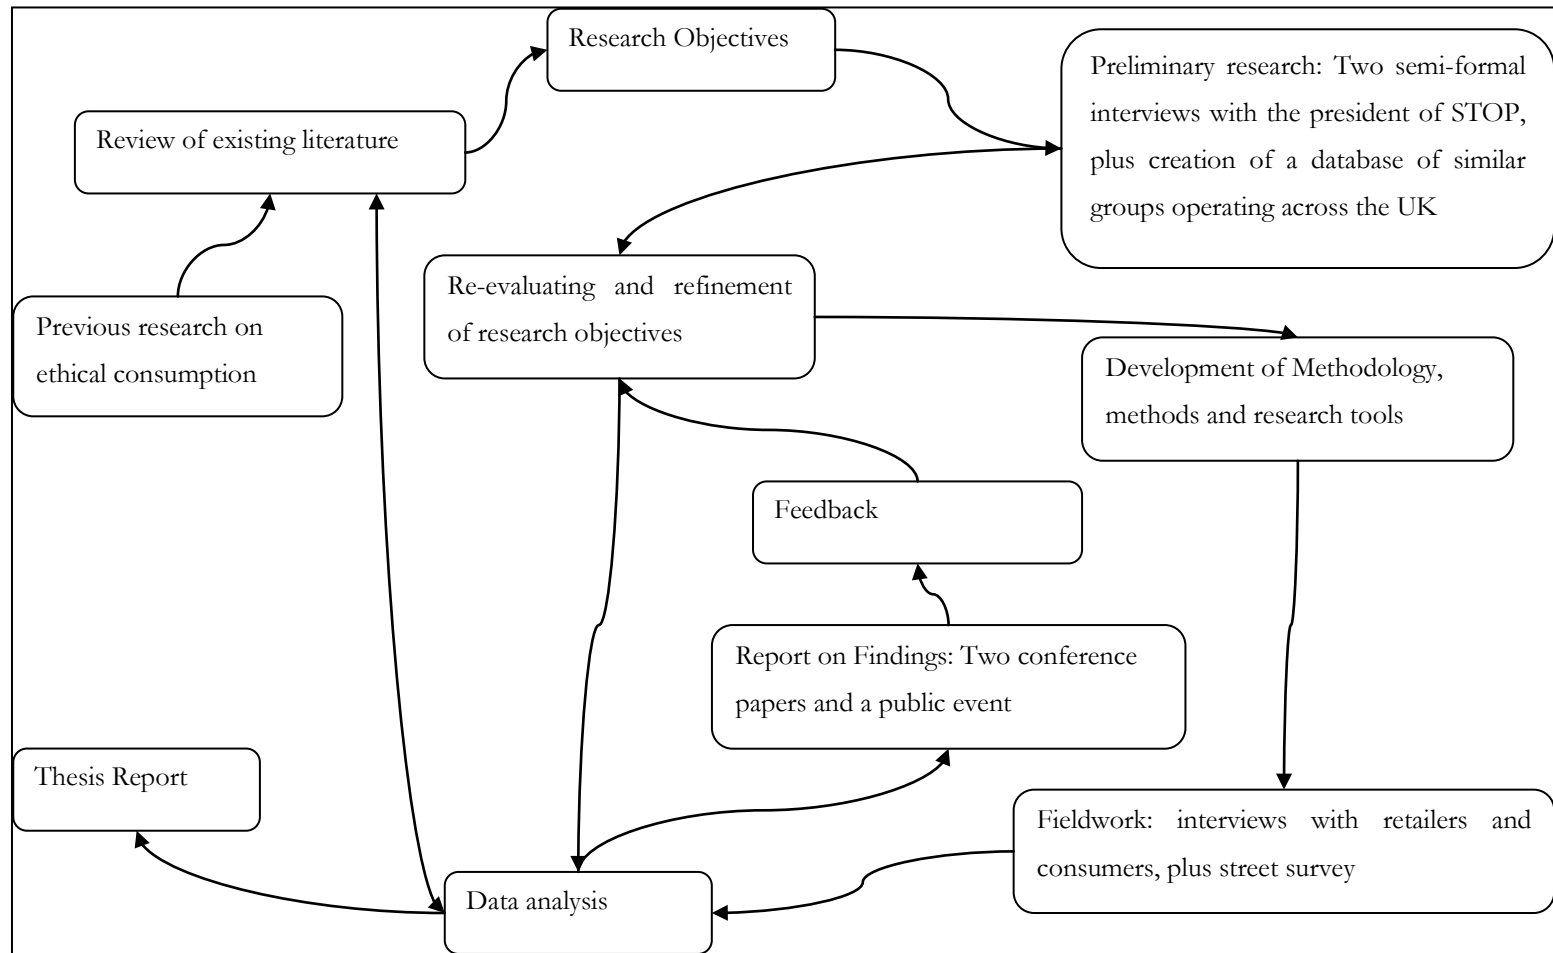 Research Objectives
Preliminary research: Two semi-formal
interviews with the president of STOP,
plus creation of a database of similar
groups operating across the UK
Review of existing literature
Re-evaluating and refinement
of research objectives
Previous research on
ethical consumption
Development of Methodology,
methods and research tools
Feedback
Report on Findings: Two conference
papers and a public event
Thesis Report
Fieldwork: interviews with retailers and
consumers, plus street survey
Data analysis